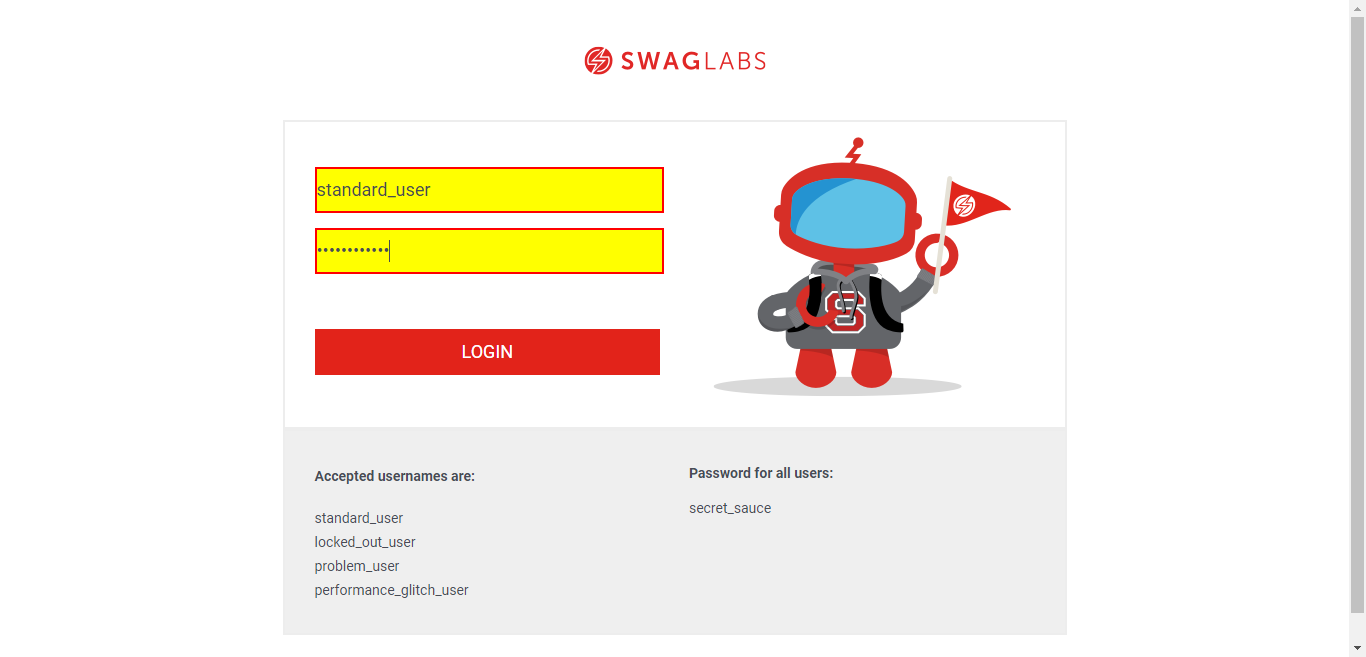 SWAGLABS
standard_user
••••••••••••
LOGIN
Accepted usernames are:
standard_user
locked_out_user
problem_user
performance_glitch_user
Password for all users:
secret_sauce